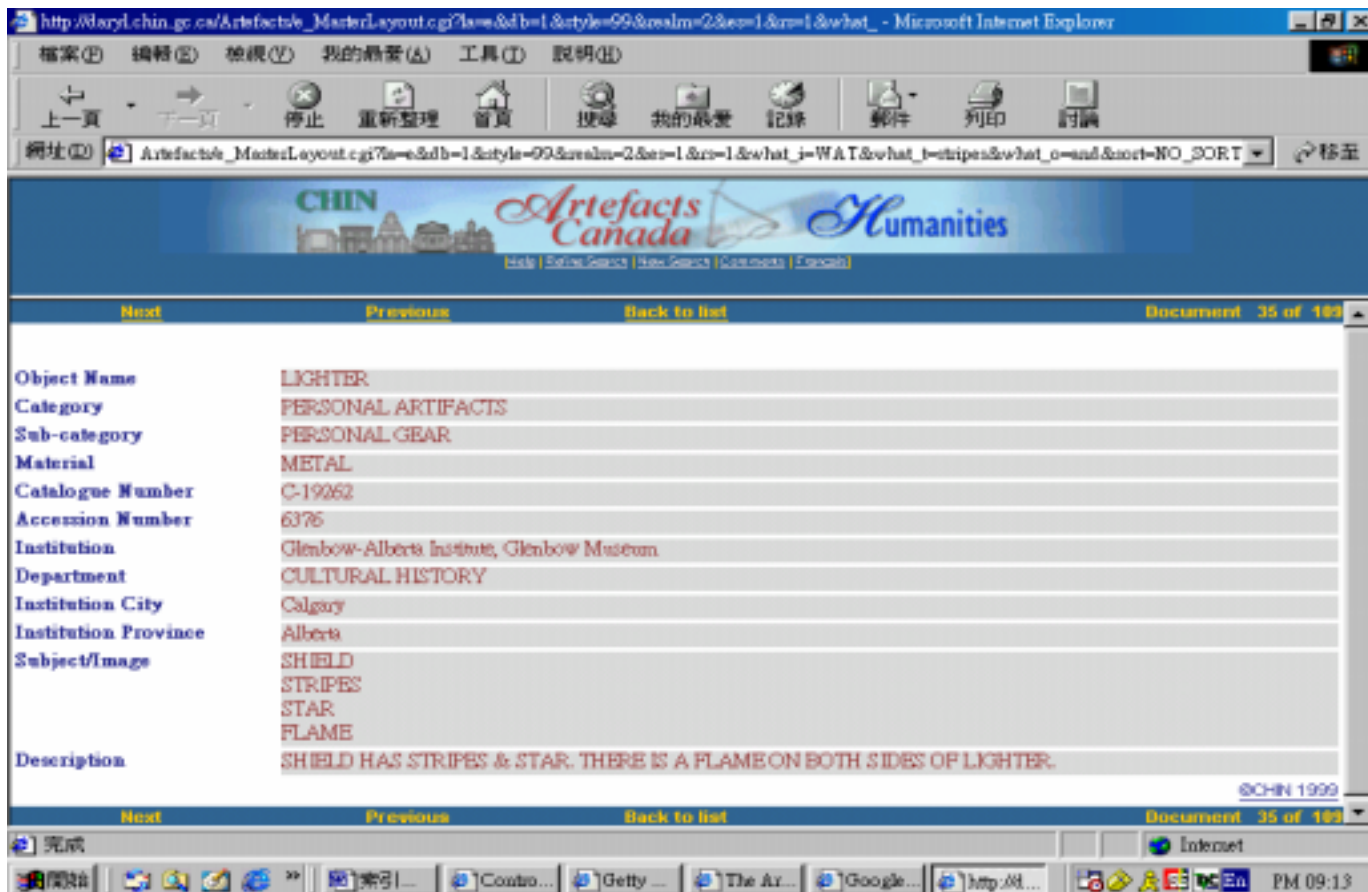 http://daryl.chin.gc.ca/Artefacts/e_MasterLayout.cgi?la=e&db=1&style=99&realm=2&es=1&rs=1&what_ - Microsoft Internet Explorer
檔案(F) 編輯(E) 檢視(V) 我的最愛(A) 工具(T) 說明(H)
上一頁 下一頁 停止 重新整理 首頁 搜尋 我的最愛 記錄 郵件 列印 討論
網址(D) Artefacts/e_MasterLayout.cgi?la=e&db=1&style=99&realm=2&es=1&rs=1&what_i=WAT&what_t=stripes&what_o=and&sort=NO_SORT 移至
CHIN Artefacts Canada Humanities
[Help | Refine Search | New Search | Comments | Français]
Next Previous Back to list Document 35 of 109
Object Name LIGHTER
Category PERSONAL ARTIFACTS
Sub-category PERSONAL GEAR
Material METAL
Catalogue Number C-19262
Accession Number 6376
Institution Glenbow-Alberta Institute, Glenbow Museum
Department CULTURAL HISTORY
Institution City Calgary
Institution Province Alberta
Subject/Image SHIELD
STRIPES
STAR
FLAME
Description SHIELD HAS STRIPES & STAR. THERE IS A FLAME ON BOTH SIDES OF LIGHTER.
©CHIN 1999
Next Previous Back to list Document 35 of 109
完成 Internet
開始 » 索引... Contro... Getty ... The Ar... Google... http://d... En PM 09:13